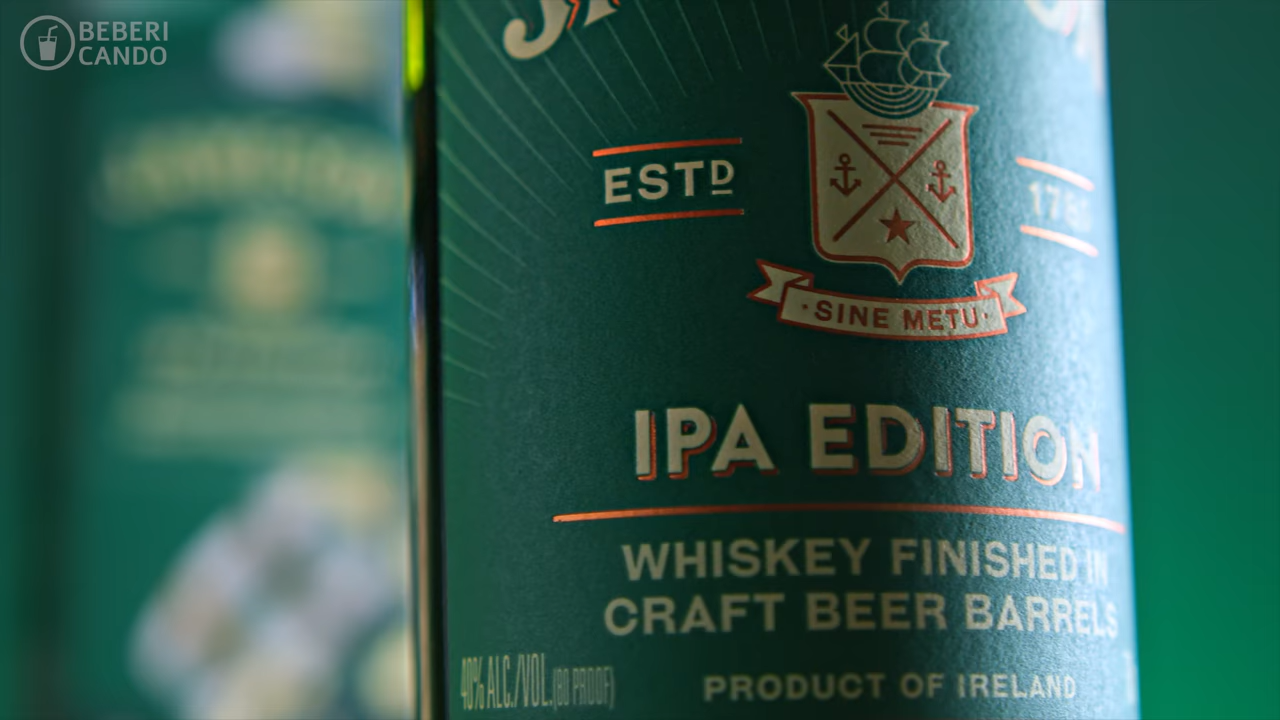 BEBERI
CANDO
ESTD
SINE METU
IPA EDITION
WHISKEY FINISHED IN
CRAFT BEER BARRELS
40% ALC./VOL. (80 PROOF)
PRODUCT OF IRELAND